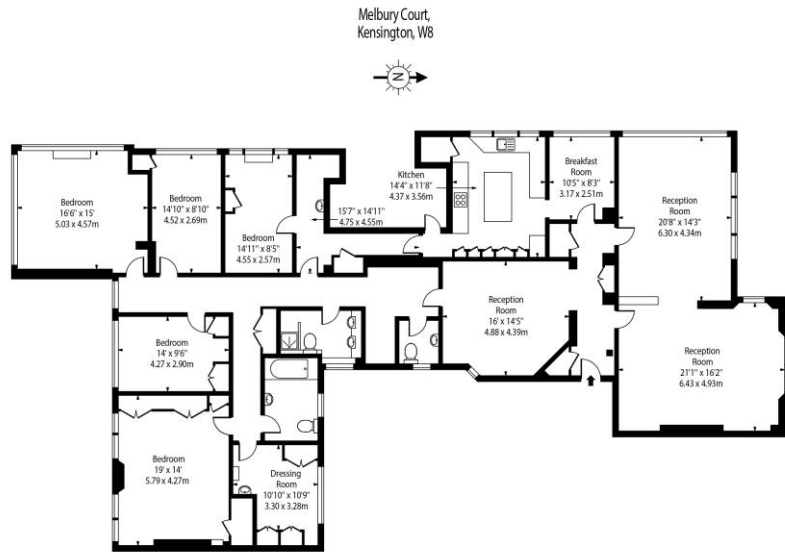 Melbury Court,
Kensington, W8
N
Bedroom
16'6" x 15'
5.03 x 4.57m
Bedroom
14'10" x 8'10"
4.52 x 2.69m
Bedroom
14'11" x 8'5"
4.55 x 2.57m
15'7" x 14'11"
4.75 x 4.55m
Kitchen
14'4" x 11'8"
4.37 x 3.56m
Breakfast
Room
10'5" x 8'3"
3.17 x 2.51m
Reception
Room
20'8" x 14'3"
6.30 x 4.34m
Bedroom
14' x 9'6"
4.27 x 2.90m
Reception
Room
16' x 14'5"
4.88 x 4.39m
Reception
Room
21'1" x 16'2"
6.43 x 4.93m
Bedroom
19' x 14'
5.79 x 4.27m
Dressing
Room
10'10" x 10'9"
3.30 x 3.28m